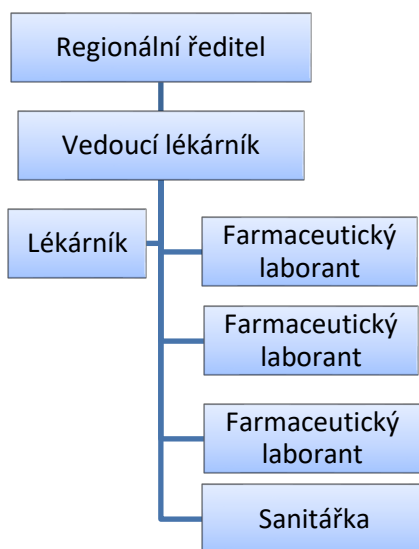 Regionální ředitel
Vedoucí lékárník
Lékárník
Farmaceutický
laborant
Farmaceutický
laborant
Farmaceutický
laborant
Sanitářka